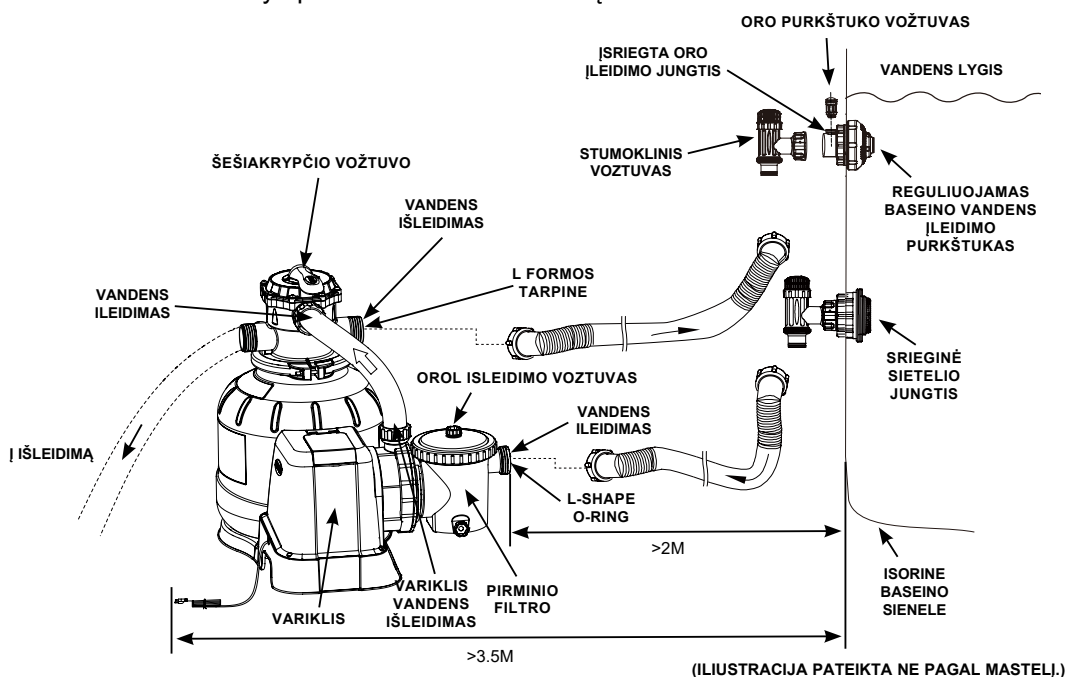 ORO PURKŠTUKO VOŽTUVAS
ĮSRIEGTA ORO
ĮLEIDIMO JUNGTIS
VANDENS LYGIS
STUMOKLINIS
VOZTUVAS
ŠEŠIAKRYPČIO VOŽTUVO
REGULIUOJAMAS
BASEINO VANDENS
ĮLEIDIMO
PURKŠTUKAS
VANDENS
IŠLEIDIMAS
L FORMOS
TARPINE
VANDENS
ILEIDIMAS
SRIEGINĖ
SIETELIO
JUNGTIS
OROL ISLEIDIMO VOZTUVAS
VANDENS
ILEIDIMAS
Į IŠLEIDIMĄ
L-SHAPE
O-RING
>2M
ISORINE
BASEINO
SIENELE
VARIKLIS
VARIKLIS
VANDENS
IŠLEIDIMAS
PIRMINIO
FILTRO
>3.5M
(ILIUSTRACIJA PATEIKTA NE PAGAL MASTELĮ.)